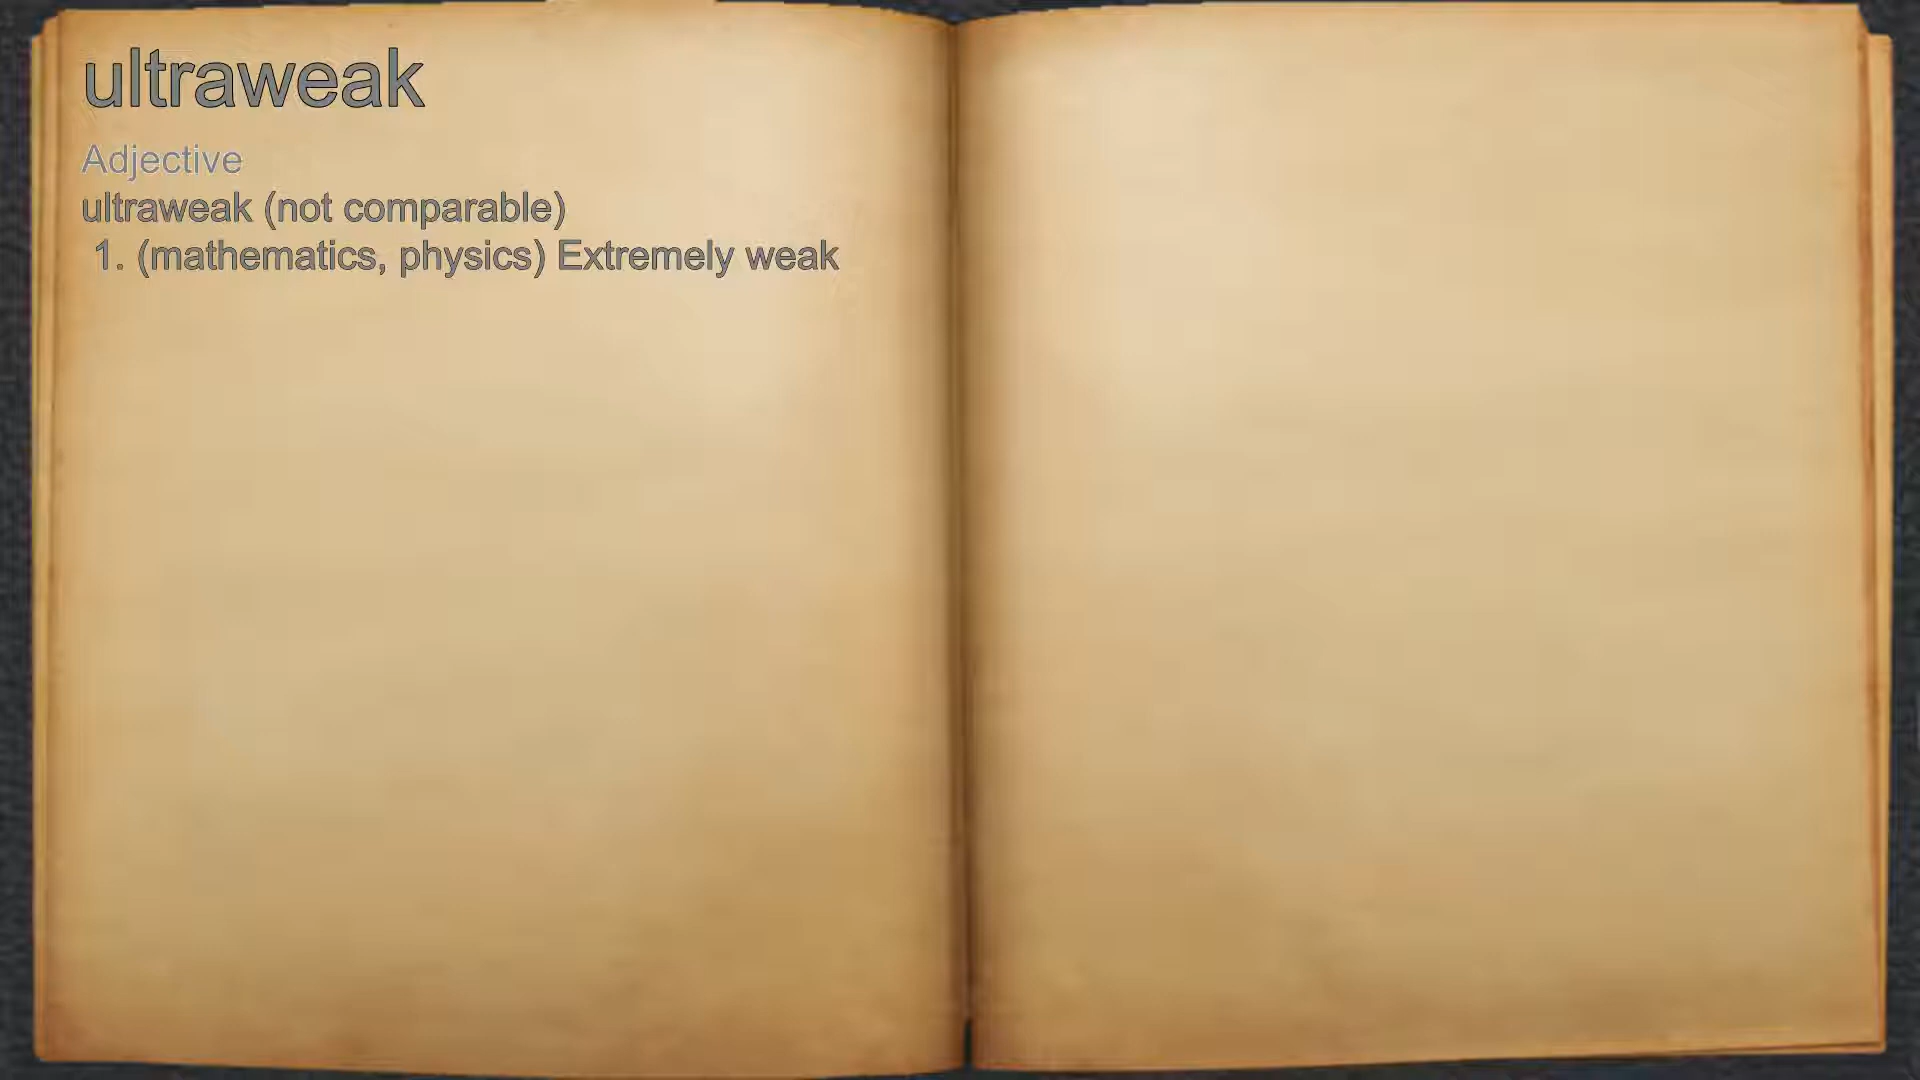 ultraweak
Adjective
ultraweak (not comparable)
1. (mathematics, physics) Extremely weak